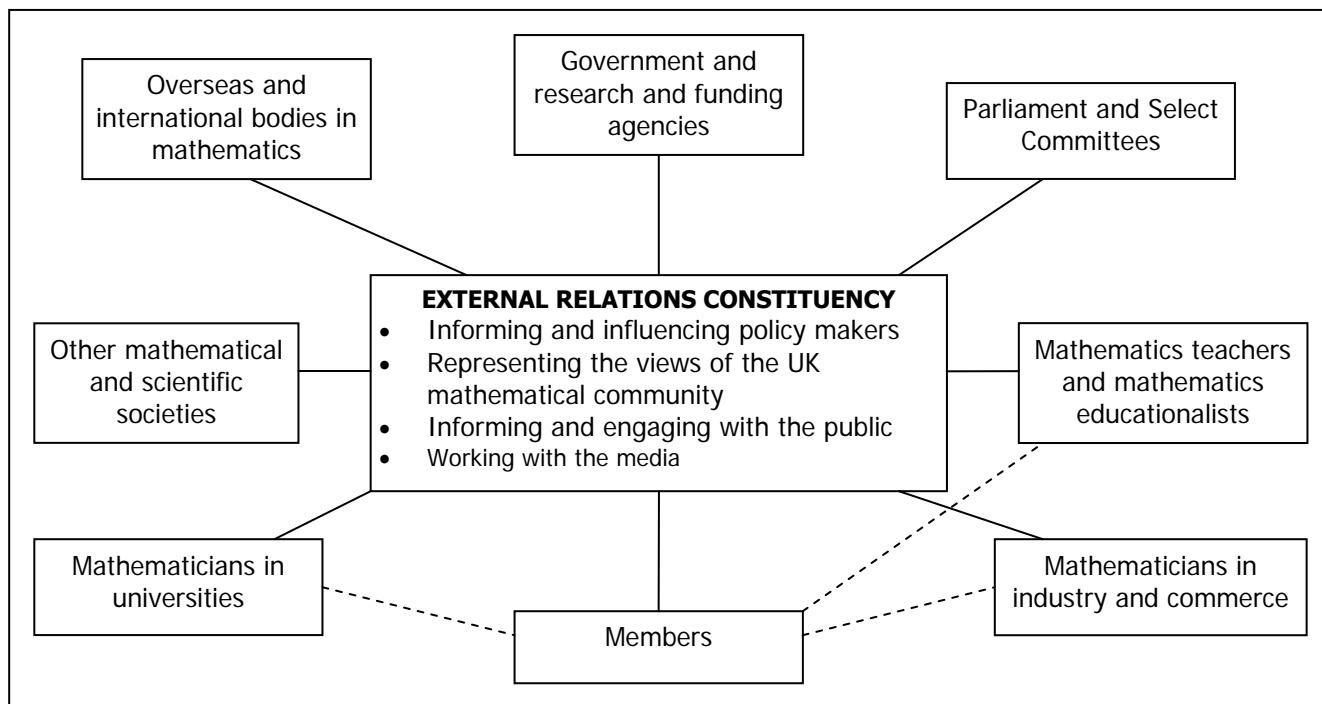 Overseas and
international bodies in
mathematics
Government and
research and funding
agencies
Parliament and Select
Committees
EXTERNAL RELATIONS CONSTITUENCY
• Informing and influencing policy makers
• Representing the views of the UK
mathematical community
• Informing and engaging with the public
• Working with the media
Other mathematical
and scientific
societies
Mathematics teachers
and mathematics
educationalists
Mathematicians in
universities
Members
Mathematicians in
industry and commerce